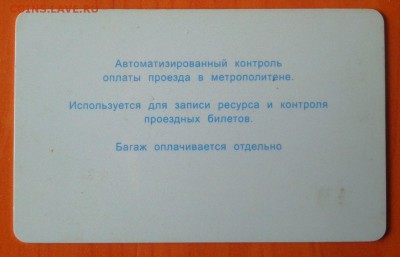 COINS.LAVE.RU
Автоматизированный контроль
оплаты проезда в метрополитене.
Используется для записи ресурса и контроля
проездных билетов.
Багаж оплачивается отдельно